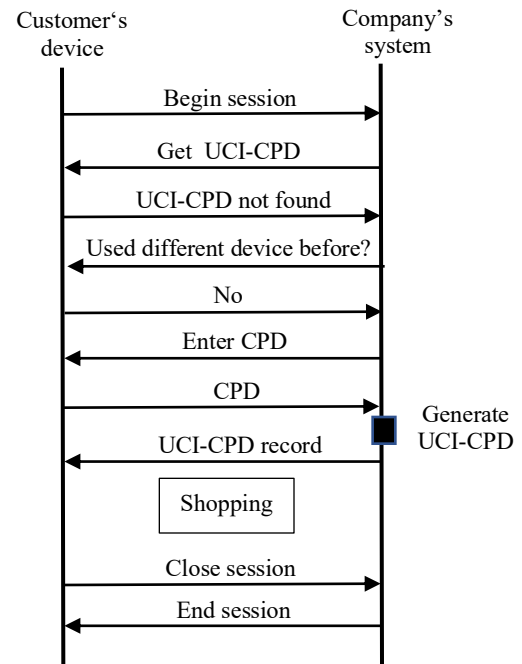 Customer‘s
device
Company’s
system
Begin session
Get UCI-CPD
UCI-CPD not found
Used different device before?
No
Enter CPD
CPD
Generate
UCI-CPD
UCI-CPD record
Shopping
Close session
End session